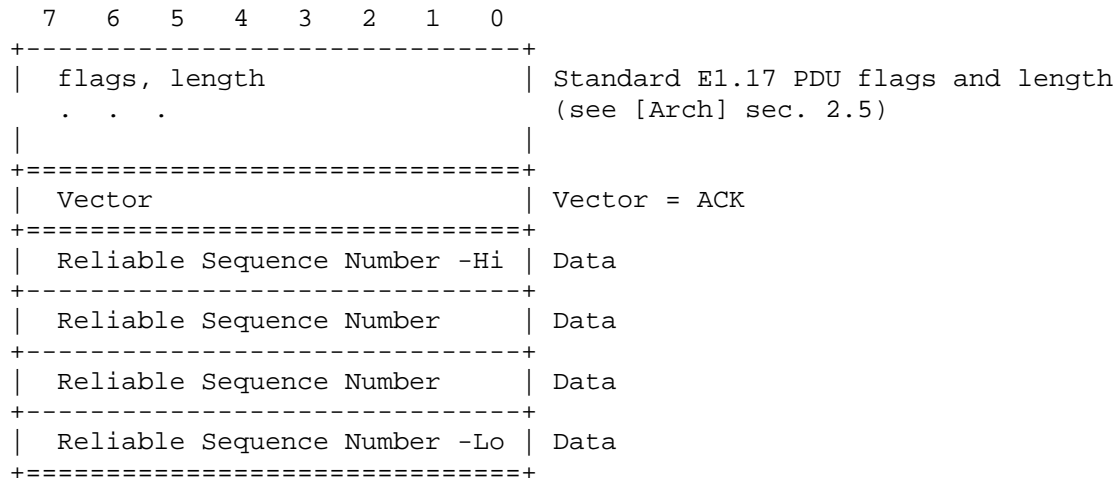 7 6 5 4 3 2 1 0
+-------------------------------+
| flags, length | Standard E1.17 PDU flags and length
. . . (see [Arch] sec. 2.5)
| |
+===============================+
| Vector | Vector = ACK
+===============================+
| Reliable Sequence Number -Hi | Data
+-------------------------------+
| Reliable Sequence Number | Data
+-------------------------------+
| Reliable Sequence Number | Data
+-------------------------------+
| Reliable Sequence Number -Lo | Data
+===============================+